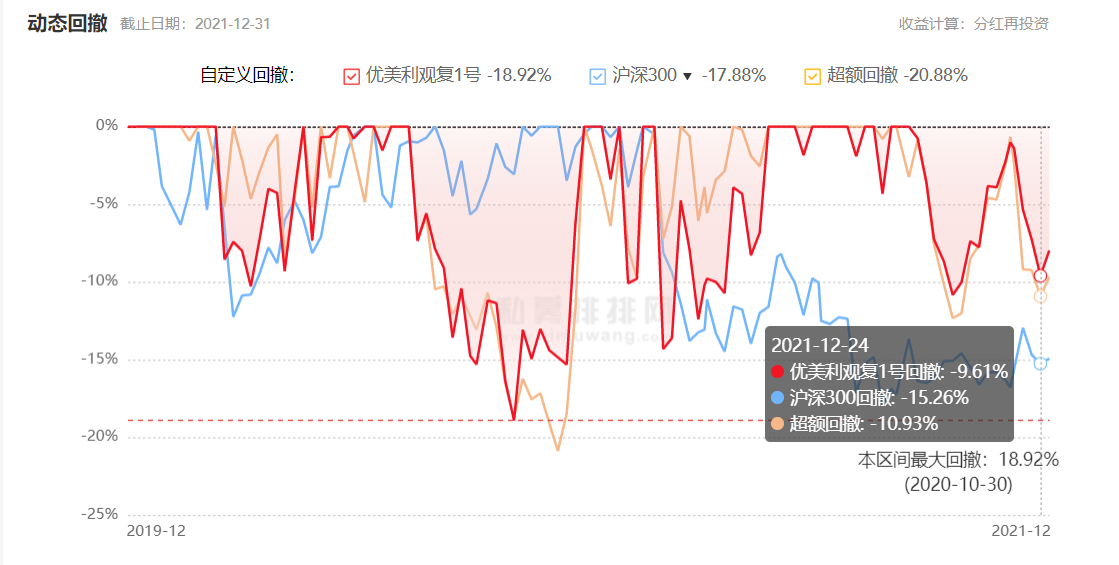 动态回撤 截止日期：2021-12-31 收益计算：分红再投资
自定义回撤： 优美利观复1号 -18.92% 沪深300 ▼ -17.88% 超额回撤 -20.88%
0%
-5%
-10%
私募排排网
-15%
2021-12-24
优美利观复1号回撤: -9.61%
沪深300回撤: -15.26%
超额回撤: -10.93%
-20%
本区间最大回撤：18.92%
(2020-10-30)
-25%
2019-12 2021-12